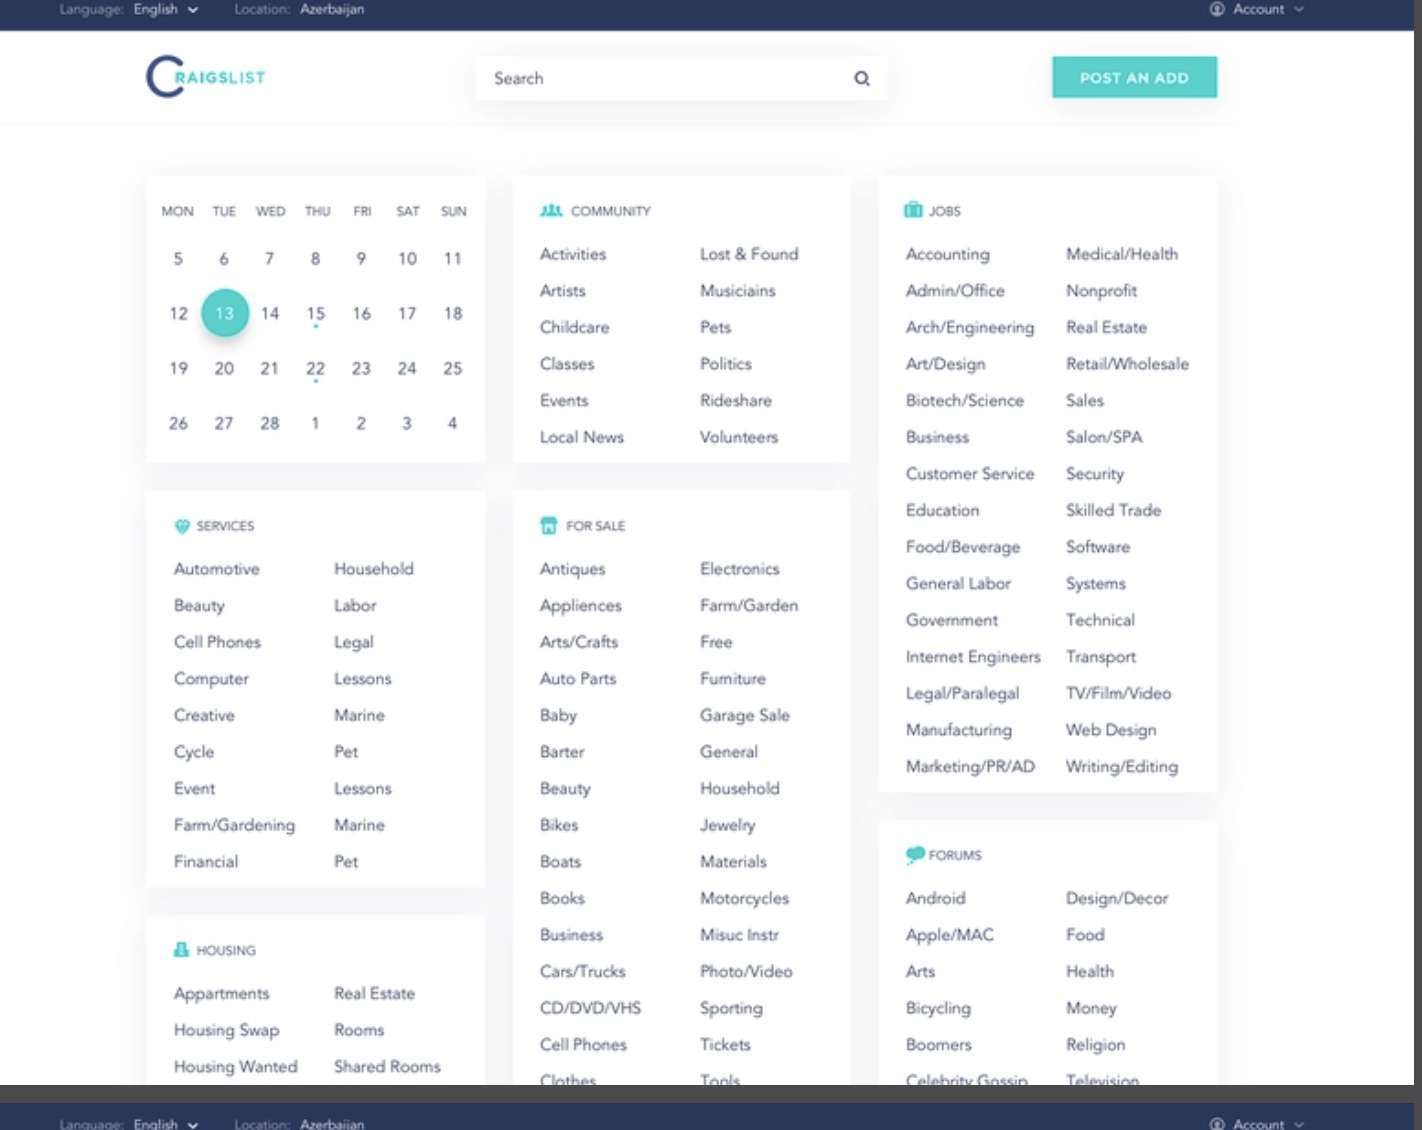 Language: English Location: Azerbaijan Account
CRAIGSLIST
Search
POST AN ADD
MON TUE WED THU FRI SAT SUN
5 6 7 8 9 10 11
12 13 14 15 16 17 18
19 20 21 22 23 24 25
26 27 28 1 2 3 4
COMMUNITY
Activities Lost & Found
Artists Musiciains
Childcare Pets
Classes Politics
Events Rideshare
Local News Volunteers
JOBS
Accounting Medical/Health
Admin/Office Nonprofit
Arch/Engineering Real Estate
Art/Design Retail/Wholesale
Biotech/Science Sales
Business Salon/SPA
Customer Service Security
Education Skilled Trade
Food/Beverage Software
General Labor Systems
Government Technical
Internet Engineers Transport
Legal/Paralegal TV/Film/Video
Manufacturing Web Design
Marketing/PR/AD Writing/Editing
SERVICES
Automotive Household
Beauty Labor
Cell Phones Legal
Computer Lessons
Creative Marine
Cycle Pet
Event Lessons
Farm/Gardening Marine
Financial Pet
FOR SALE
Antiques Electronics
Appliences Farm/Garden
Arts/Crafts Free
Auto Parts Furniture
Baby Garage Sale
Barter General
Beauty Household
Bikes Jewelry
Boats Materials
Books Motorcycles
Business Misuc Instr
Cars/Trucks Photo/Video
CD/DVD/VHS Sporting
Cell Phones Tickets
Clothes Tools
HOUSING
Appartments Real Estate
Housing Swap Rooms
Housing Wanted Shared Rooms
FORUMS
Android Design/Decor
Apple/MAC Food
Arts Health
Bicycling Money
Boomers Religion
Celebrity Gossip Television
Language: English Location: Azerbaijan Account